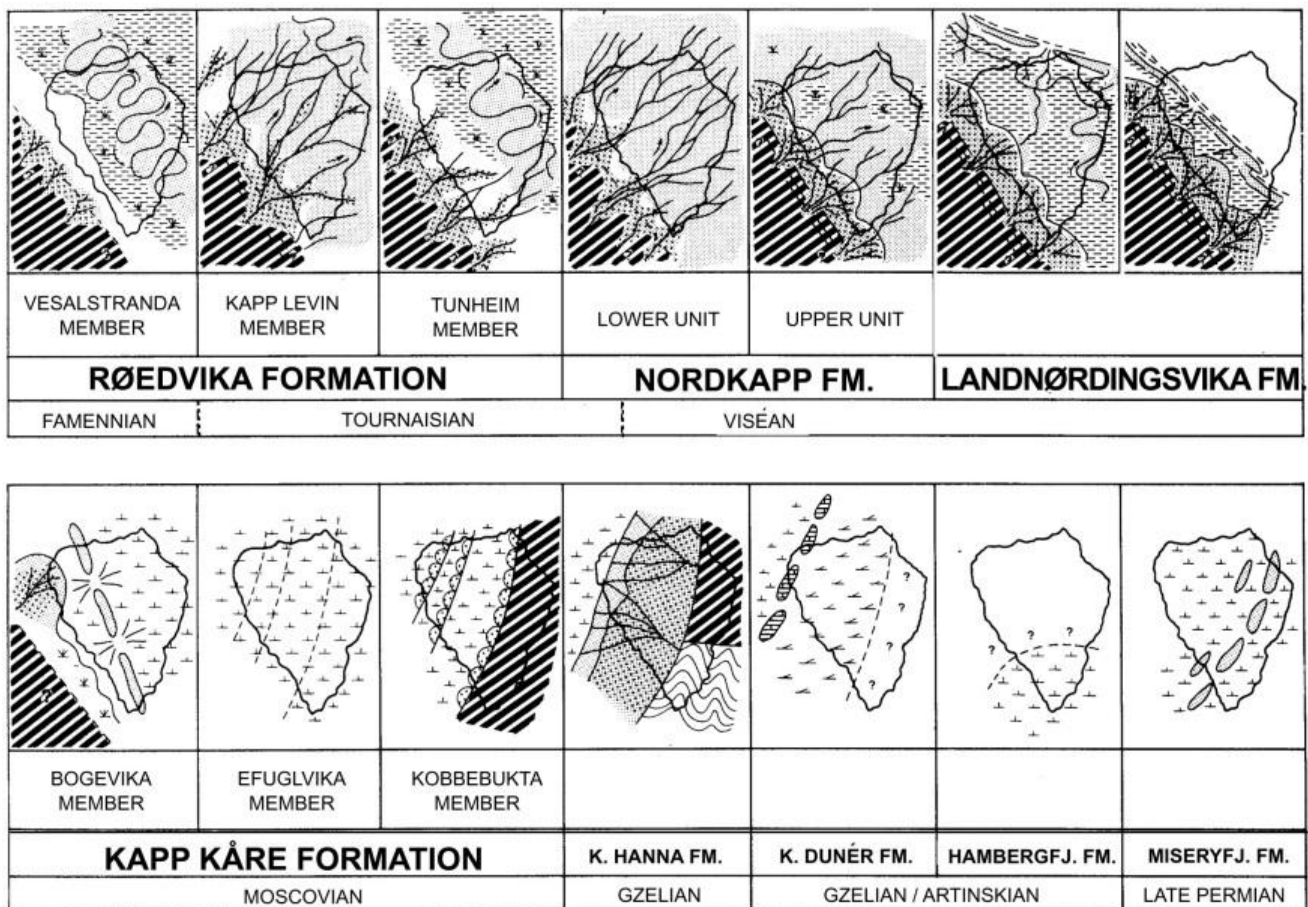 VESALSTRANDA
MEMBER
KAPP LEVIN
MEMBER
TUNHEIM
MEMBER
LOWER UNIT
UPPER UNIT
RØEDVIKA FORMATION
NORDKAPP FM.
LANDNØRDINGSVIKA FM.
FAMENNIAN
TOURNAISIAN
VISÉAN
?
?
?
?
?
?
?
BOGEVIKA
MEMBER
EFUGLVIKA
MEMBER
KOBBEBUKTA
MEMBER
KAPP KÅRE FORMATION
K. HANNA FM.
K. DUNÉR FM.
HAMBERGFJ. FM.
MISERYFJ. FM.
MOSCOVIAN
GZELIAN
GZELIAN / ARTINSKIAN
LATE PERMIAN